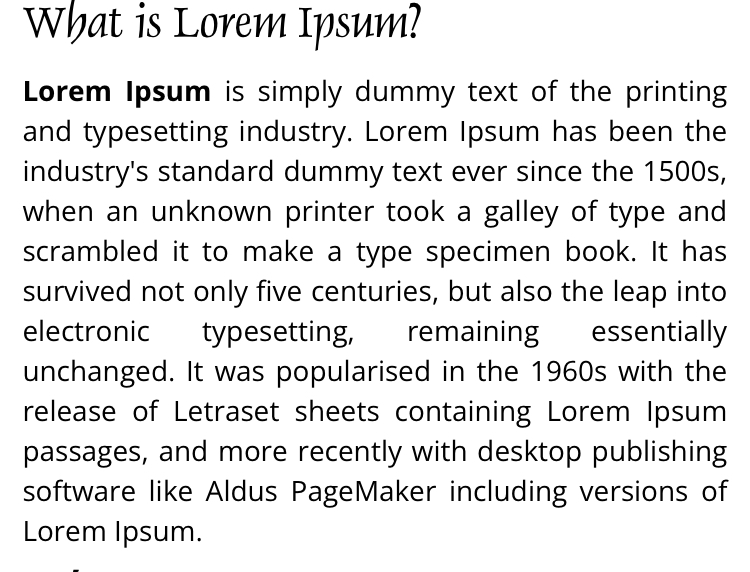 What is Lorem Ipsum?
Lorem Ipsum is simply dummy text of the printing
and typesetting industry. Lorem Ipsum has been the
industry's standard dummy text ever since the 1500s,
when an unknown printer took a galley of type and
scrambled it to make a type specimen book. It has
survived not only five centuries, but also the leap into
electronic typesetting, remaining essentially
unchanged. It was popularised in the 1960s with the
release of Letraset sheets containing Lorem Ipsum
passages, and more recently with desktop publishing
software like Aldus PageMaker including versions of
Lorem Ipsum.